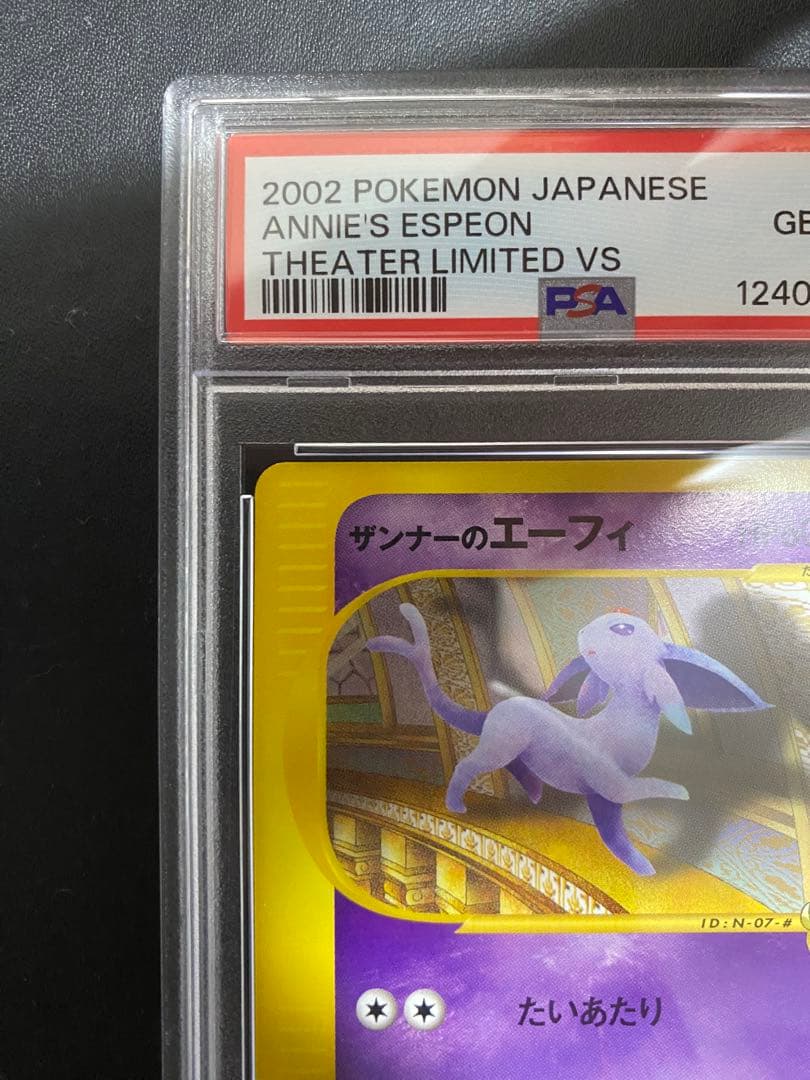 2002 POKEMON JAPANESE
ANNIE'S ESPEON GE
THEATER LIMITED VS
PSA 1240
ザンナーのエーフィ
ID:N-07-#
たいあたり